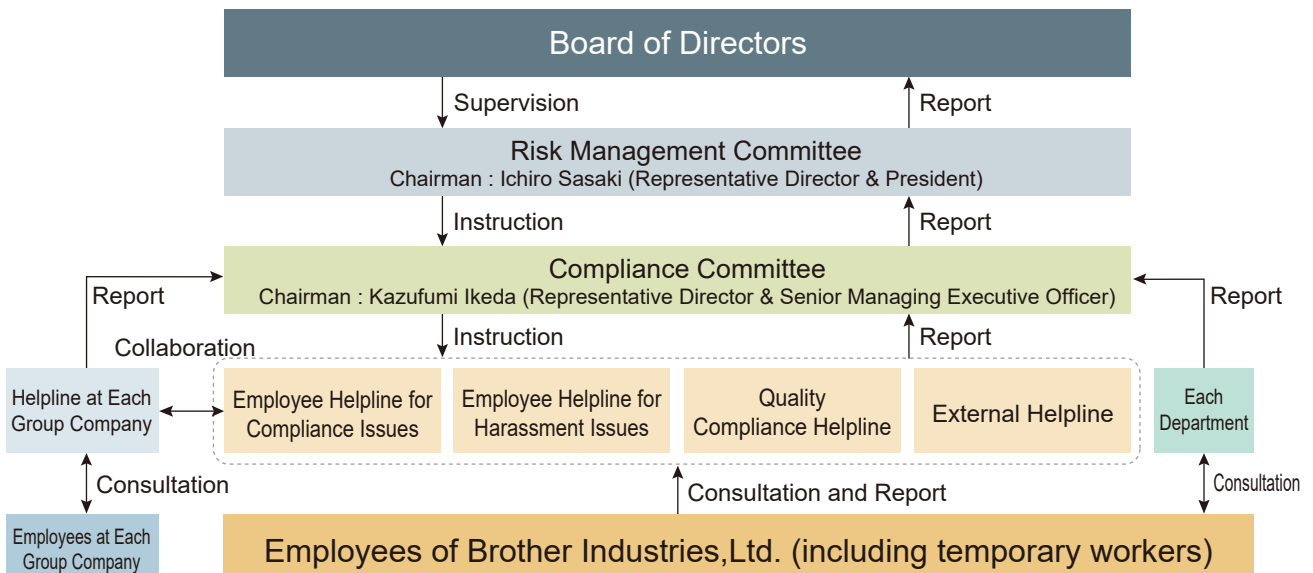 Board of Directors
Supervision
Report
Risk Management Committee
Chairman : Ichiro Sasaki (Representative Director & President)
Instruction
Report
Compliance Committee
Chairman : Kazufumi Ikeda (Representative Director & Senior Managing Executive Officer)
Report
Report
Instruction
Report
Collaboration
Helpline at Each
Group Company
Employee Helpline for
Compliance Issues
Employee Helpline for
Harassment Issues
Quality
Compliance Helpline
External Helpline
Each
Department
Consultation
Consultation and Report
Consultation
Employees at Each
Group Company
Employees of Brother Industries,Ltd. (including temporary workers)